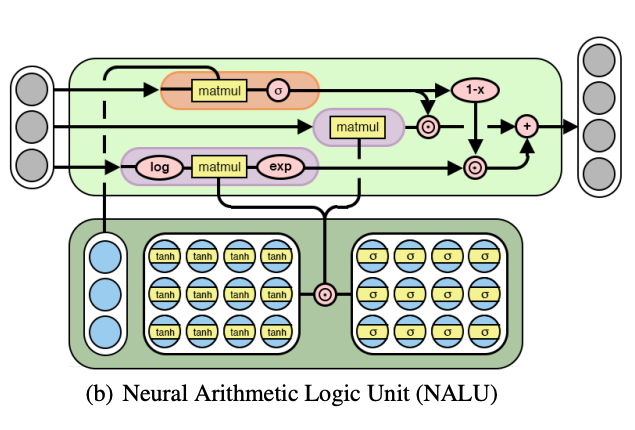 matmul σ 1-x
matmul ⊙ +
log matmul exp ⊙
tanh tanh tanh tanh σ σ σ σ
tanh tanh tanh tanh ⊙ σ σ σ σ
tanh tanh tanh tanh σ σ σ σ
(b) Neural Arithmetic Logic Unit (NALU)